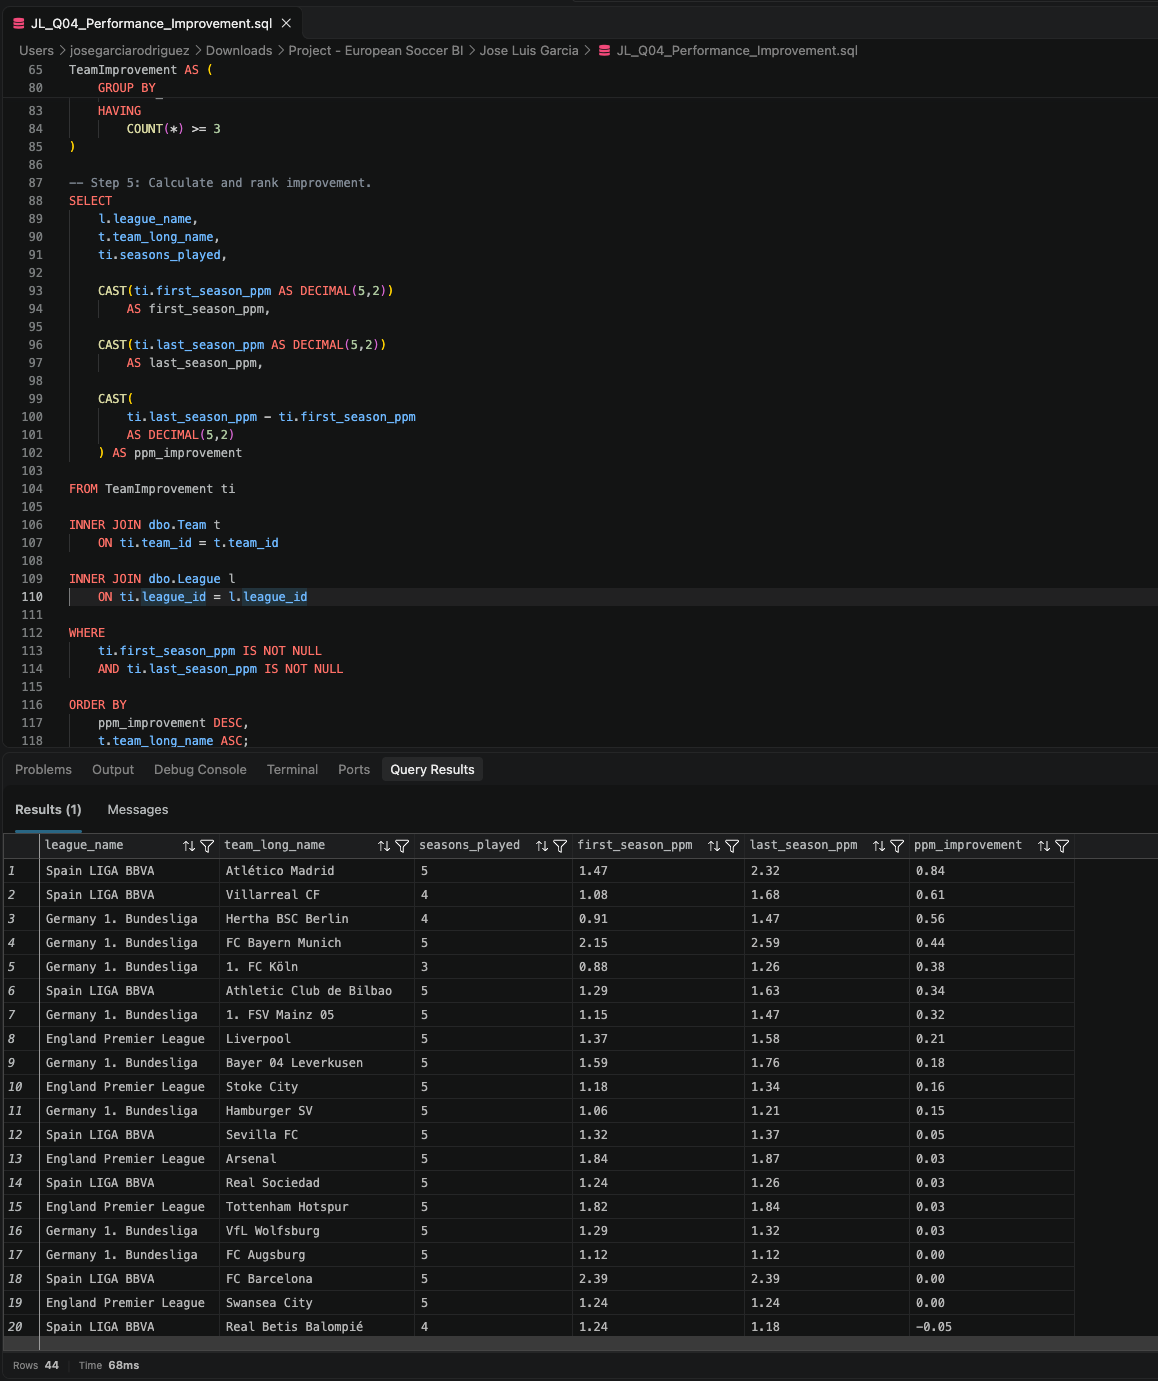 JL_Q04_Performance_Improvement.sql
Users > josegarciarodriguez > Downloads > Project - European Soccer BI > Jose Luis Garcia > JL_Q04_Performance_Improvement.sql
65 TeamImprovement AS (
80 GROUP BY
83 HAVING
84 COUNT(*) >= 3
85 )
86
87 -- Step 5: Calculate and rank improvement.
88 SELECT
89 l.league_name,
90 t.team_long_name,
91 ti.seasons_played,
92
93 CAST(ti.first_season_ppm AS DECIMAL(5,2))
94 AS first_season_ppm,
95
96 CAST(ti.last_season_ppm AS DECIMAL(5,2))
97 AS last_season_ppm,
98
99 CAST(
100 ti.last_season_ppm - ti.first_season_ppm
101 AS DECIMAL(5,2)
102 ) AS ppm_improvement
103
104 FROM TeamImprovement ti
105
106 INNER JOIN dbo.Team t
107 ON ti.team_id = t.team_id
108
109 INNER JOIN dbo.League l
110 ON ti.league_id = l.league_id
111
112 WHERE
113 ti.first_season_ppm IS NOT NULL
114 AND ti.last_season_ppm IS NOT NULL
115
116 ORDER BY
117 ppm_improvement DESC,
118 t.team_long_name ASC;
Problems Output Debug Console Terminal Ports Query Results
Results (1) Messages
league_name team_long_name seasons_played first_season_ppm last_season_ppm ppm_improvement
1 Spain LIGA BBVA Atlético Madrid 5 1.47 2.32 0.84
2 Spain LIGA BBVA Villarreal CF 4 1.08 1.68 0.61
3 Germany 1. Bundesliga Hertha BSC Berlin 4 0.91 1.47 0.56
4 Germany 1. Bundesliga FC Bayern Munich 5 2.15 2.59 0.44
5 Germany 1. Bundesliga 1. FC Köln 3 0.88 1.26 0.38
6 Spain LIGA BBVA Athletic Club de Bilbao 5 1.29 1.63 0.34
7 Germany 1. Bundesliga 1. FSV Mainz 05 5 1.15 1.47 0.32
8 England Premier League Liverpool 5 1.37 1.58 0.21
9 Germany 1. Bundesliga Bayer 04 Leverkusen 5 1.59 1.76 0.18
10 England Premier League Stoke City 5 1.18 1.34 0.16
11 Germany 1. Bundesliga Hamburger SV 5 1.06 1.21 0.15
12 Spain LIGA BBVA Sevilla FC 5 1.32 1.37 0.05
13 England Premier League Arsenal 5 1.84 1.87 0.03
14 Spain LIGA BBVA Real Sociedad 5 1.24 1.26 0.03
15 England Premier League Tottenham Hotspur 5 1.82 1.84 0.03
16 Germany 1. Bundesliga VfL Wolfsburg 5 1.29 1.32 0.03
17 Germany 1. Bundesliga FC Augsburg 5 1.12 1.12 0.00
18 Spain LIGA BBVA FC Barcelona 5 2.39 2.39 0.00
19 England Premier League Swansea City 5 1.24 1.24 0.00
20 Spain LIGA BBVA Real Betis Balompié 4 1.24 1.18 -0.05
Rows 44 Time 68ms